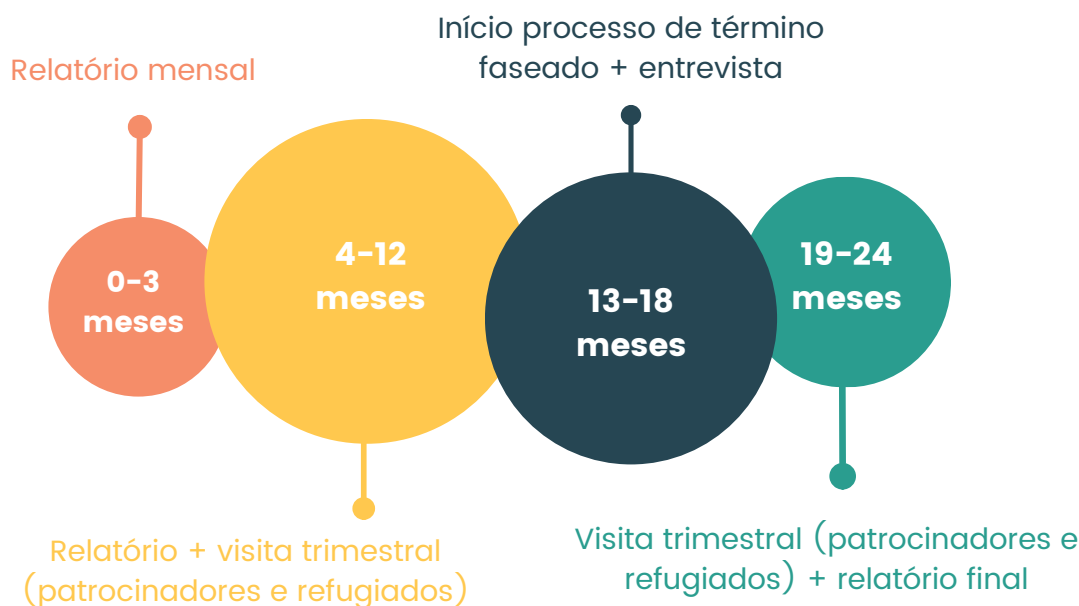 Relatório mensal
0-3
meses
Relatório + visita trimestral
(patrocinadores e refugiados)
4-12
meses
Início processo de término
faseado + entrevista
13-18
meses
19-24
meses
Visita trimestral (patrocinadores e
refugiados) + relatório final